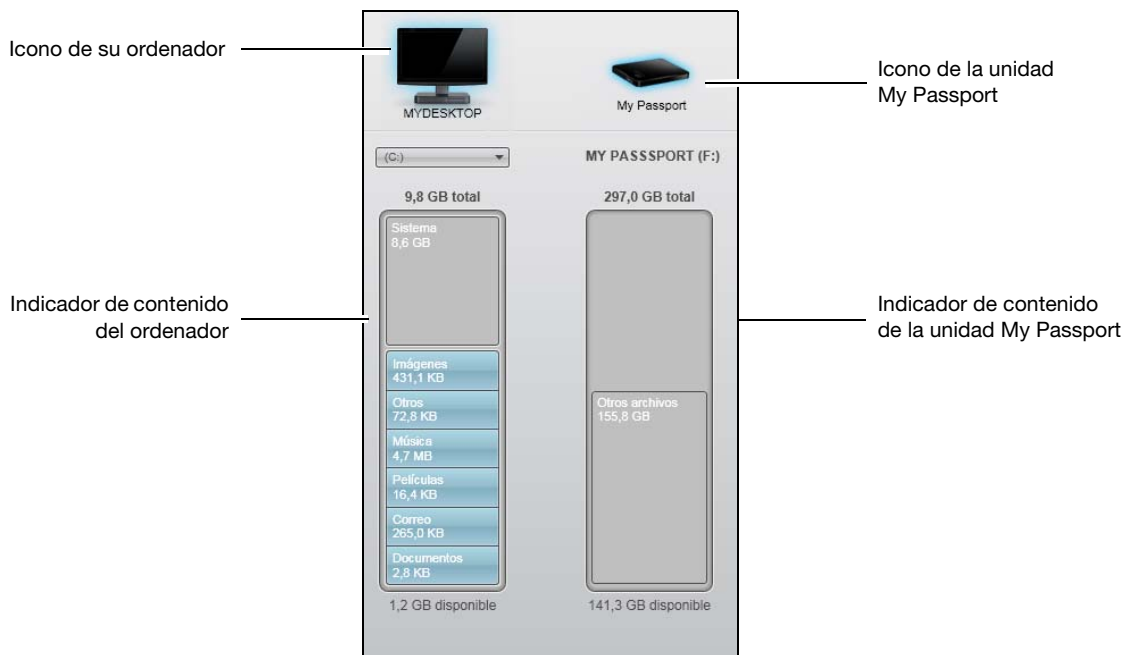 Icono de su ordenador
Icono de la unidad
My Passport
MYDESKTOP
My Passport
(C:)
MY PASSSPORT (F:)
9,8 GB total
297,0 GB total
Sistema
8,6 GB
Indicador de contenido
del ordenador
Indicador de contenido
de la unidad My Passport
Imágenes
431,1 KB
Otros
72,8 KB
Música
4,7 MB
Películas
16,4 KB
Correo
265,0 KB
Documentos
2,8 KB
Otros archivos
155,8 GB
1,2 GB disponible
141,3 GB disponible